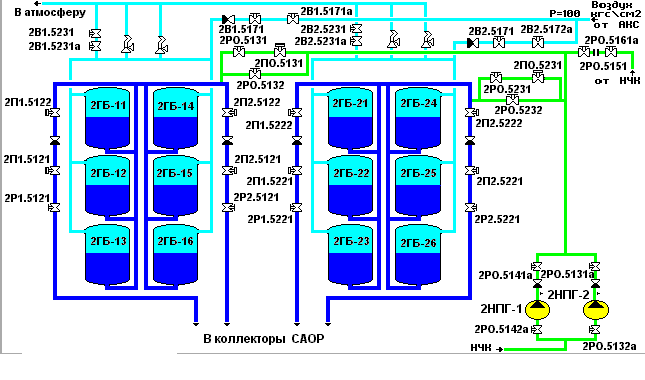 В атмосферу
Воздух
P=100 кгс\см2
от АКС
2В1.5171а
2В1.5171
2В1.5231
2В1.5231а
2В2.5231
2В2.5231а
2В2.5171
2В2.5172а
2РО.5161а
2РО.5131
2ПО.5131
2РО.5132
2ПО.5231
2РО.5231
2РО.5232
2РО.5151
от НЧК
2П1.5122
2ГБ-11
2ГБ-14
2П2.5122
2П1.5222
2ГБ-21
2ГБ-24
2П2.5222
2П1.5121
2ГБ-12
2ГБ-15
2П2.5121
2П1.5221
2ГБ-22
2ГБ-25
2П2.5221
2Р1.5121
2Р2.5121
2Р1.5221
2Р2.5221
2ГБ-13
2ГБ-16
2ГБ-23
2ГБ-26
2РО.5141а
2РО.5131а
2НПГ-2
2НПГ-1
2РО.5142а
2РО.5132а
НЧК
В коллекторы САОР